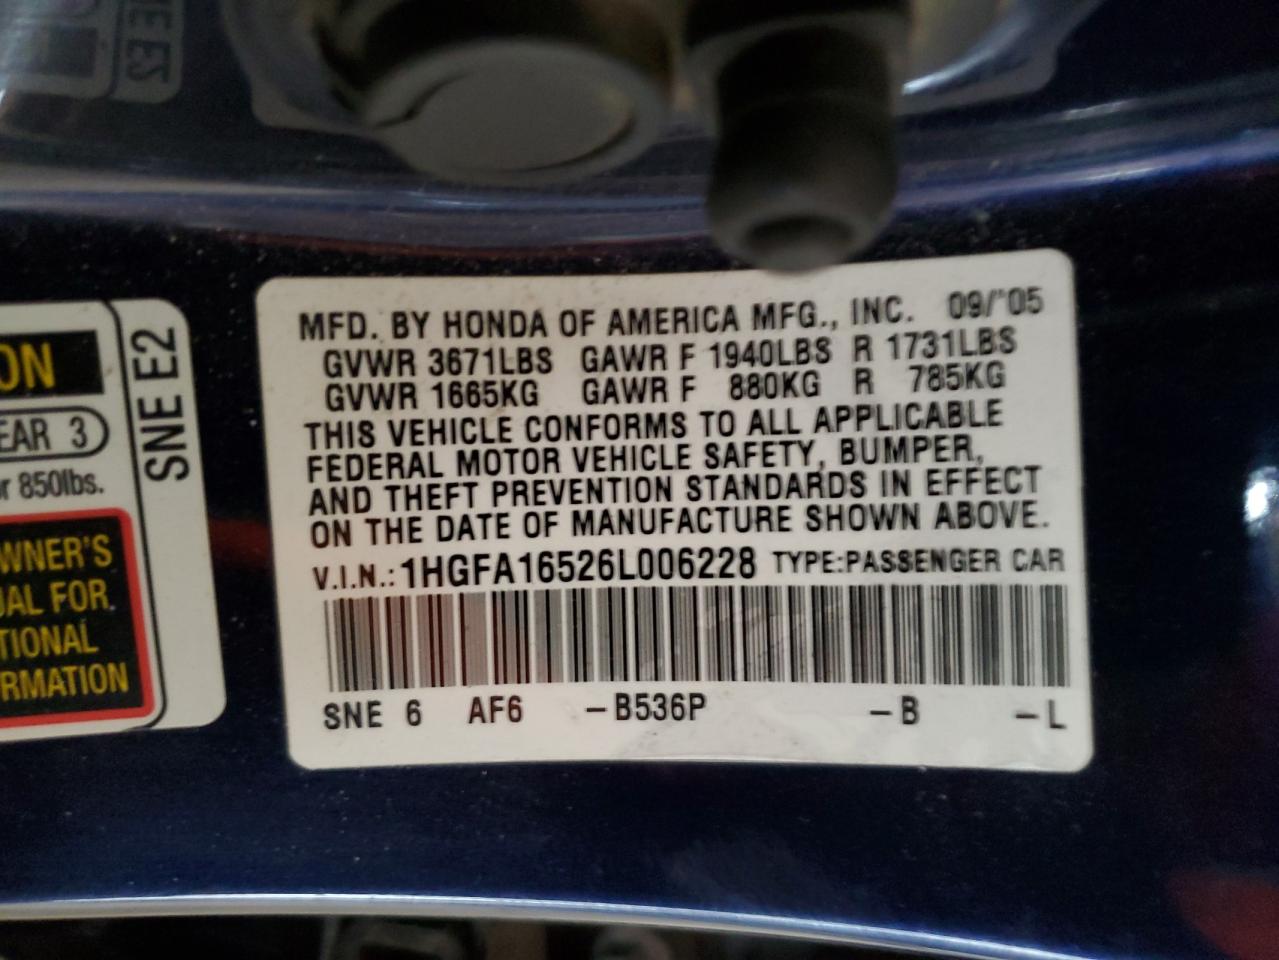 MFD. BY HONDA OF AMERICA MFG., INC. 09/'05
GVWR 3671LBS GAWR F 1940LBS R 1731LBS
GVWR 1665KG GAWR F 880KG R 785KG
THIS VEHICLE CONFORMS TO ALL APPLICABLE
FEDERAL MOTOR VEHICLE SAFETY, BUMPER,
AND THEFT PREVENTION STANDARDS IN EFFECT
ON THE DATE OF MANUFACTURE SHOWN ABOVE.
V.I.N.: 1HGFA16526L006228 TYPE:PASSENGER CAR
SNE 6 AF6 -B536P -B -L
ON
EAR 3
r 850lbs.
WNER'S
UAL FOR
TIONAL
RMATION
SNE E2